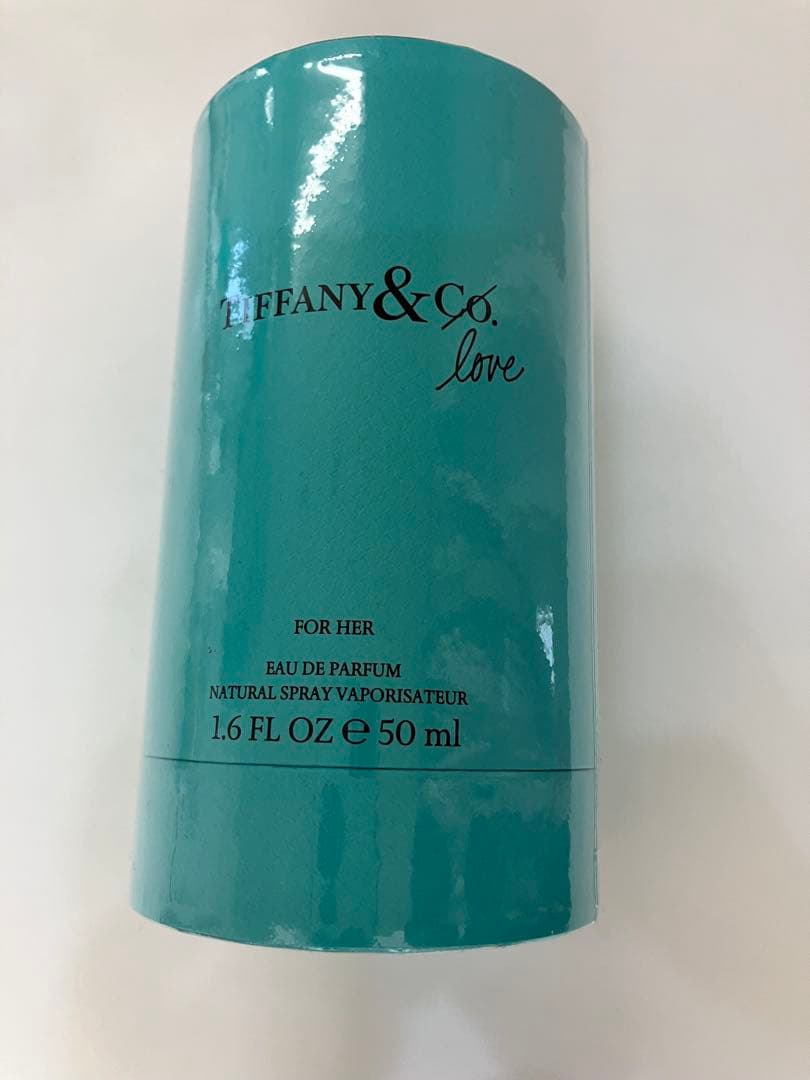 TIFFANY & Co.
love
FOR HER
EAU DE PARFUM
NATURAL SPRAY VAPORISATEUR
1.6 FL OZ ℮ 50 ml